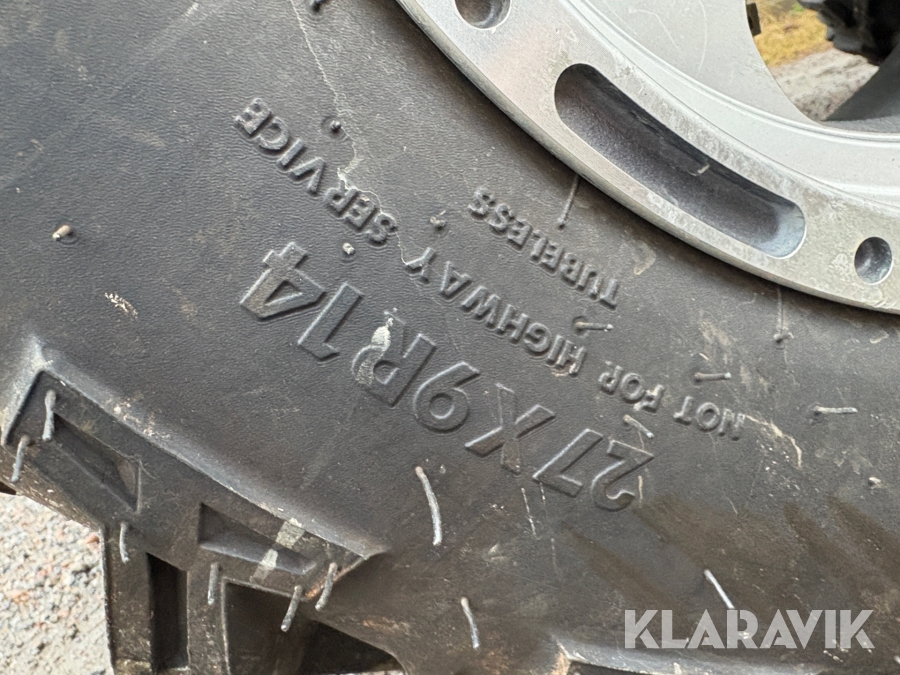 27X9R14
NOT FOR HIGHWAY SERVICE
TUBELESS
KLARAVIK